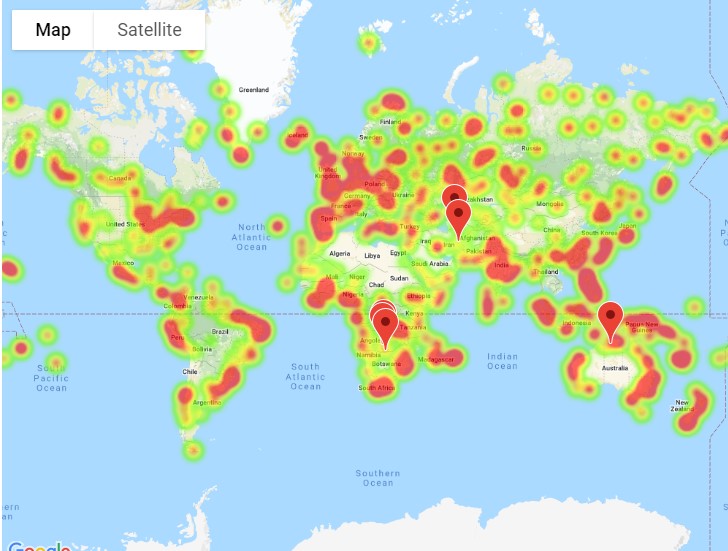 Map Satellite
Greenland
Iceland
Finland
Sweden
Norway
Russia
Canada
United
Kingdom
Poland
Germany
Ukraine
Kazakhstan
France
Italy
Mongolia
Spain
Turkey
North
Atlantic
Ocean
United States
Algeria
Libya
Egypt
Iraq
Iran
Afghanistan
Pakistan
China
South Korea
Japan
Saudi Arabia
India
Mexico
Mali
Niger
Chad
Sudan
Thailand
Nigeria
Ethiopia
Venezuela
Colombia
Kenya
Indonesia
Papua New
Guinea
Tanzania
Brazil
Peru
Angola
Bolivia
Namibia
Botswana
Madagascar
Indian
Ocean
South
Pacific
Ocean
Chile
South
Atlantic
Ocean
South Africa
Australia
Argentina
New
Zealand
Southern
Ocean
Google